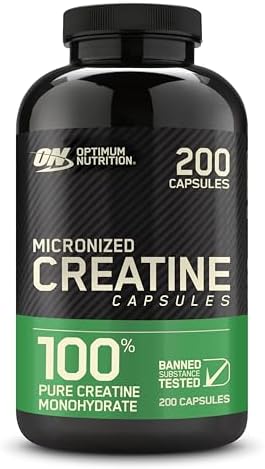 ON OPTIMUM
NUTRITION®
200
CAPSULES
MICRONIZED
CREATINE
CAPSULES
100%
PURE CREATINE
MONOHYDRATE
BANNED
SUBSTANCE
TESTED
200 CAPSULES